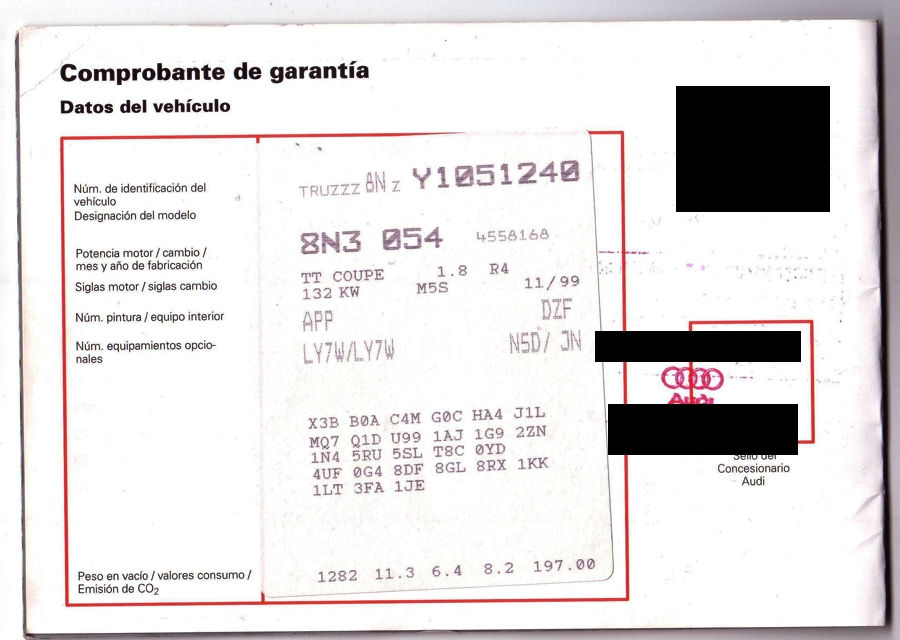 Comprobante de garantía
Datos del vehículo
Núm. de identificación del
vehículo
TRUZZZ 8N Z Y1051240
Designación del modelo
8N3 054 4558168
Potencia motor / cambio /
mes y año de fabricación
TT COUPE 1.8 R4
132 KW M5S 11/99
Siglas motor / siglas cambio
APP DZF
Núm. pintura / equipo interior
LY7W/LY7W N5D/ JN
Núm. equipamientos opcio-
nales
X3B B0A C4M G0C HA4 J1L
MQ7 Q1D U99 1AJ 1G9 2ZN
1N4 5RU 5SL T8C 0YD
4UF 0G4 8DF 8GL 8RX 1KK
1LT 3FA 1JE
Peso en vacío / valores consumo /
Emisión de CO2
1282 11.3 6.4 8.2 197.00
Audi
Sello del
Concesionario
Audi